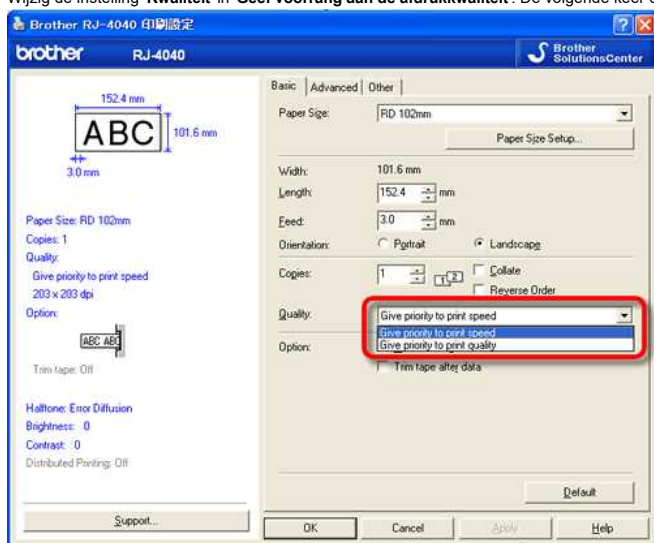 Wijzig de instelling 'Kwaliteit' in 'Geef voorrang aan de afdrukkwaliteit'. De volgende keer
Brother RJ-4040 印刷設定
brother RJ-4040
Brother SolutionsCenter
152.4 mm
ABC
101.6 mm
3.0 mm
Paper Size: RD 102mm
Copies: 1
Quality:
Give priority to print speed
203 x 203 dpi
Option:
ABC ABC
Trim tape: Off
Halftone: Error Diffusion
Brightness: 0
Contrast: 0
Distributed Printing: Off
Support...
Basic Advanced Other
Paper Size: RD 102mm
Paper Size Setup...
Width: 101.6 mm
Length: 152.4 mm
Feed: 3.0 mm
Orientation: Portrait Landscape
Copies: 1 1 2 Collate
Reverse Order
Quality: Give priority to print speed
Give priority to print speed
Give priority to print quality
Option:
Trim tape after data
Default
OK Cancel Apply Help